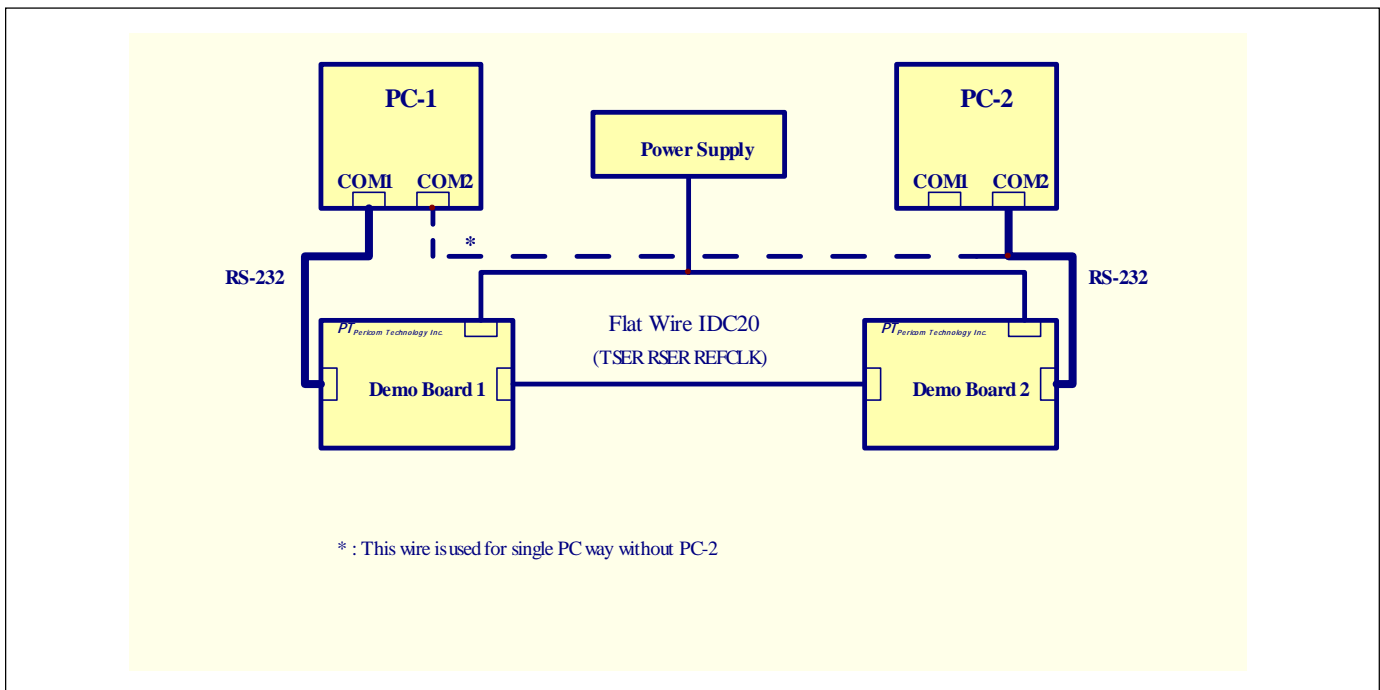 PC-1
PC-2
Power Supply
COM1 COM2
COM1 COM2
*
RS-232
RS-232
PT Pericom Technology Inc.
Flat Wire IDC20
PT Pericom Technology Inc.
(TSER RSER REFCLK)
Demo Board 1
Demo Board 2
* : This wire is used for single PC way without PC-2